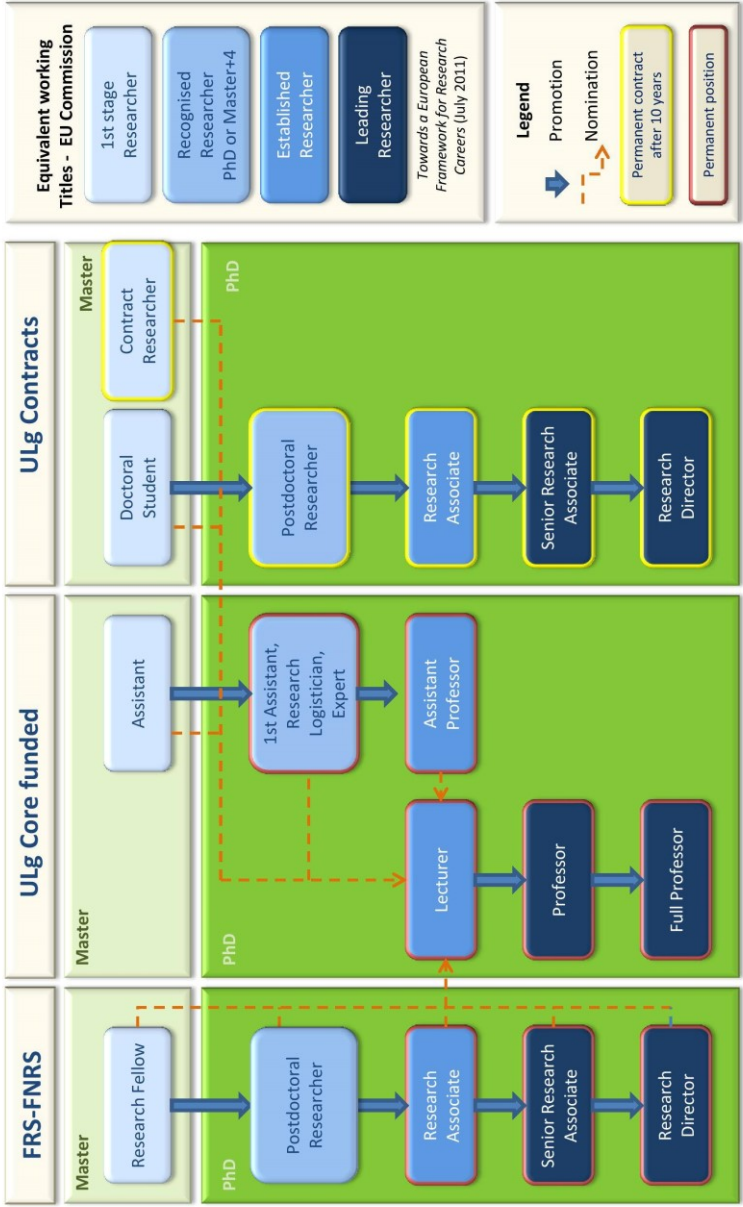 FRS-FNRS
Master
Research Fellow
PhD
Postdoctoral
Researcher
Research
Associate
Senior Research
Associate
Research
Director
ULg Core funded
Master
Assistant
PhD
1st Assistant,
Research
Logistician,
Expert
Assistant
Professor
Lecturer
Professor
Full Professor
ULg Contracts
Master
Doctoral
Student
Contract
Researcher
PhD
Postdoctoral
Researcher
Research
Associate
Senior Research
Associate
Research
Director
Equivalent working
Titles - EU Commission
1st stage
Researcher
Recognised
Researcher
PhD or Master+4
Established
Researcher
Leading
Researcher
Towards a European
Framework for Research
Careers (July 2011)
Legend
Promotion
Nomination
Permanent contract
after 10 years
Permanent position